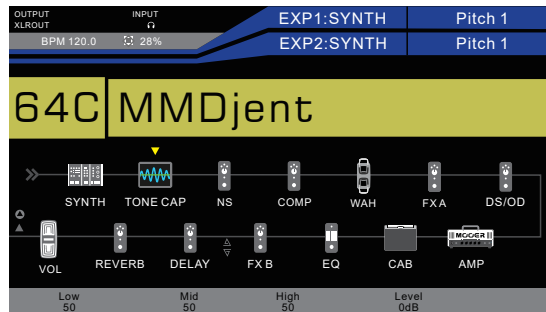 OUTPUT INPUT EXP1:SYNTH Pitch 1
XLROUT
BPM 120.0 28% EXP2:SYNTH Pitch 1
64C MMDjent
SYNTH TONE CAP NS COMP WAH FX A DS/OD
MOOER
VOL REVERB DELAY FX B EQ CAB AMP
Low Mid High Level
50 50 50 0dB